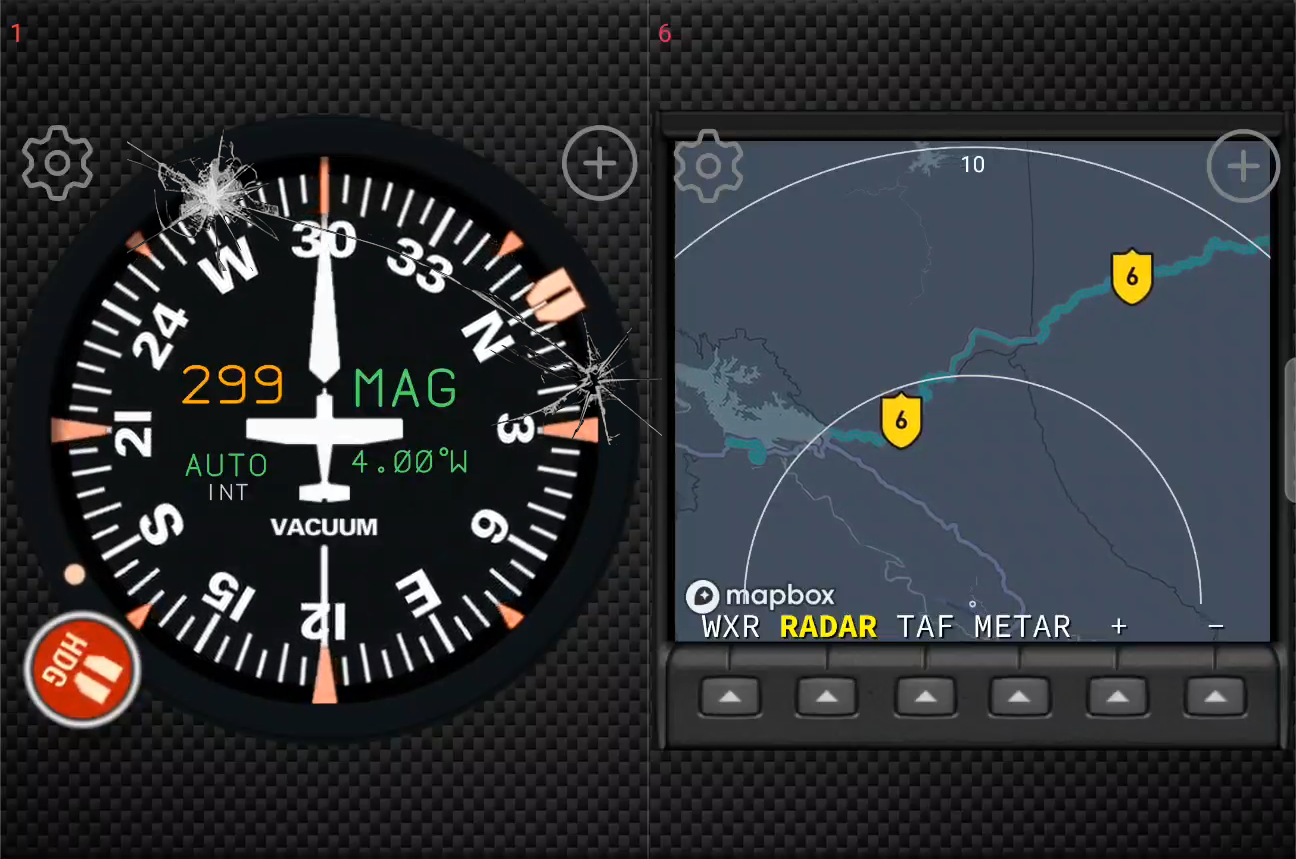 1
30
33
N
3
6
E
12
15
S
21
24
W
299 MAG
AUTO 4.00°W
INT
VACUUM
HDG
6
10
6
6
mapbox
WXR RADAR TAF METAR + −